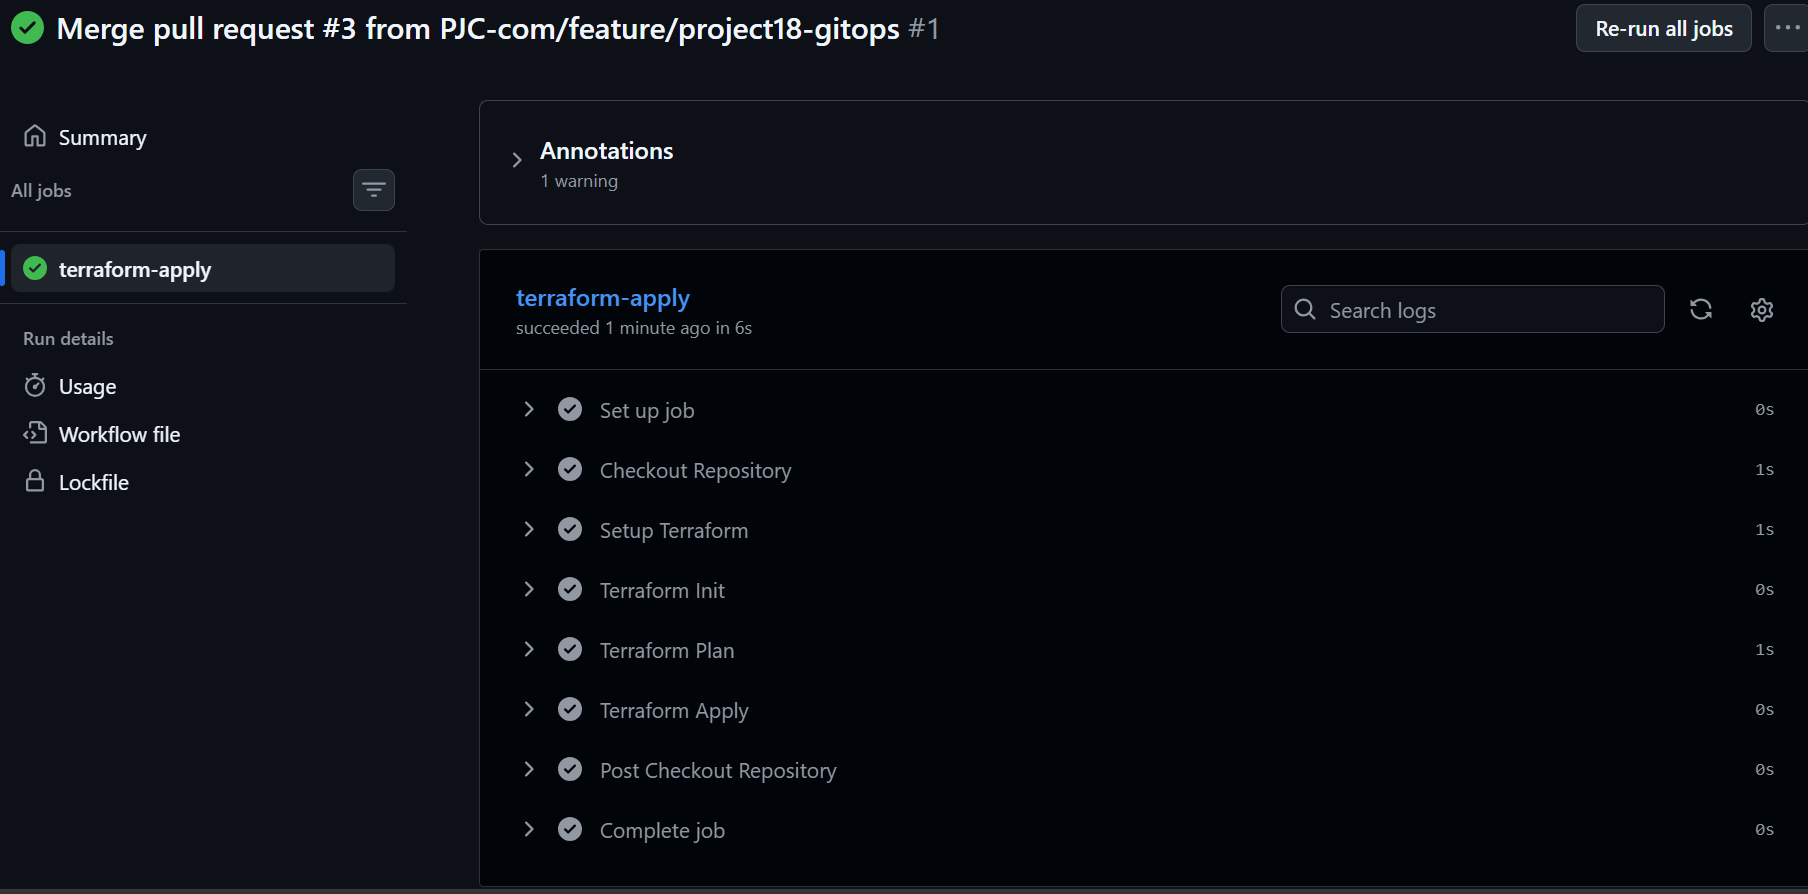 Merge pull request #3 from PJC-com/feature/project18-gitops #1
Re-run all jobs
Summary
All jobs
terraform-apply
Run details
Usage
Workflow file
Lockfile
Annotations
1 warning
terraform-apply
succeeded 1 minute ago in 6s
Search logs
Set up job 0s
Checkout Repository 1s
Setup Terraform 1s
Terraform Init 0s
Terraform Plan 1s
Terraform Apply 0s
Post Checkout Repository 0s
Complete job 0s